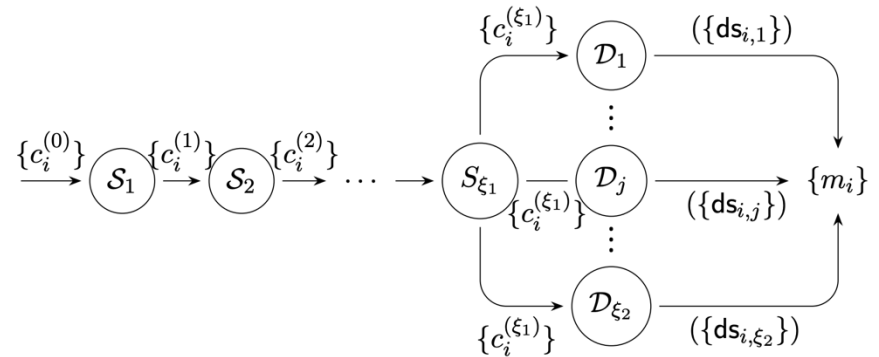 {c_i^{(ξ_1)}} 𝒟_1 ({ds_{i,1}})
⋮
{c_i^{(0)}} 𝒮_1 {c_i^{(1)}} 𝒮_2 {c_i^{(2)}} ⋯ S_{ξ_1} {c_i^{(ξ_1)}} 𝒟_j ({ds_{i,j}}) {m_i}
⋮
{c_i^{(ξ_1)}} 𝒟_{ξ_2} ({ds_{i,ξ_2}})